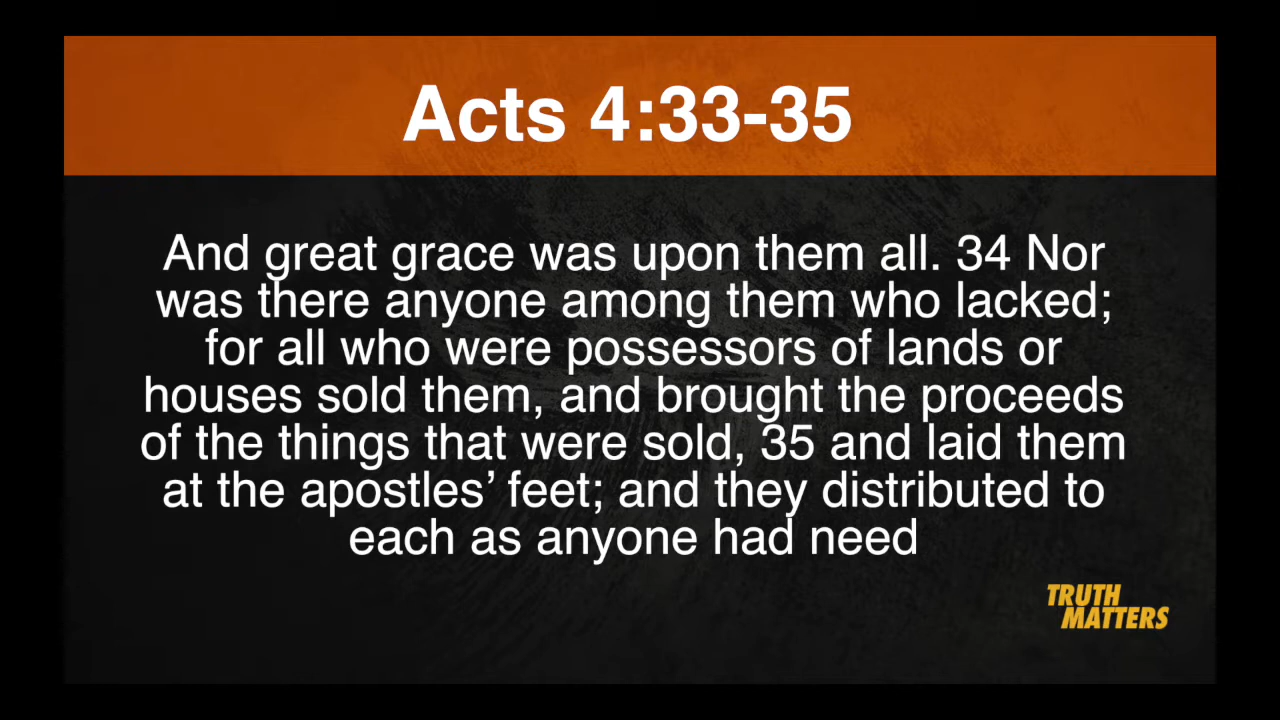 Acts 4:33-35
And great grace was upon them all. 34 Nor
was there anyone among them who lacked;
for all who were possessors of lands or
houses sold them, and brought the proceeds
of the things that were sold, 35 and laid them
at the apostles’ feet; and they distributed to
each as anyone had need
TRUTH
MATTERS